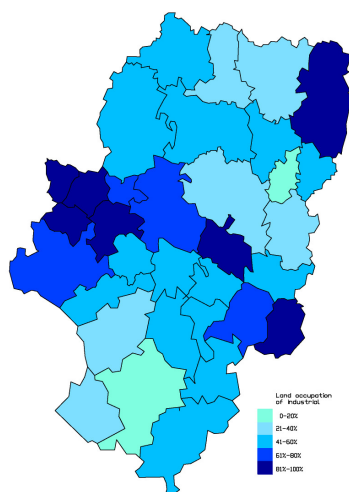 Land occupation
of industrial
0-20%
21-40%
41-60%
61%-80%
81%-100%